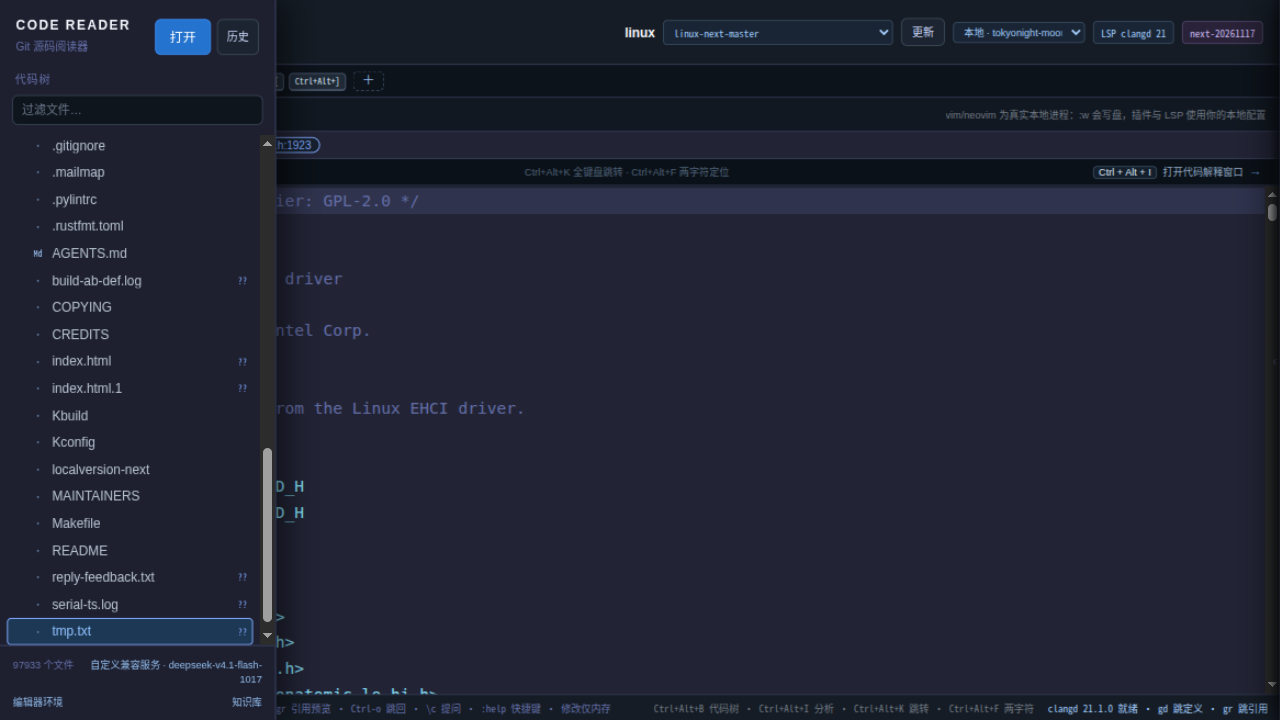 CODE READER
Git 源码阅读器
打开
历史
linux
linux-next-master
更新
本地 · tokyonight-moo
LSP clangd 21
next-20261117
代码树
过滤文件…
Ctrl+Alt+]
+
vim/neovim 为真实本地进程: :w 会写盘，插件与 LSP 使用你的本地配置
h:1923
Ctrl+Alt+K 全键盘跳转 · Ctrl+Alt+F 两字符定位
Ctrl + Alt + I 打开代码解释窗口 →
.gitignore
.mailmap
.pylintrc
.rustfmt.toml
Md AGENTS.md
build-ab-def.log ??
COPYING
CREDITS
index.html ??
index.html.1 ??
Kbuild
Kconfig
localversion-next
MAINTAINERS
Makefile
README
reply-feedback.txt ??
serial-ts.log ??
tmp.txt ??
ier: GPL-2.0 */
driver
ntel Corp.
rom the Linux EHCI driver.
D_H
D_H
>
h>
.h>
97933 个文件
自定义兼容服务 · deepseek-v4.1-flash-
1017
编辑器环境
知识库
gr 引用预览 · Ctrl-o 跳回 · \c 提问 · :help 快捷键 · 修改仅内存
Ctrl+Alt+B 代码树 · Ctrl+Alt+I 分析 · Ctrl+Alt+K 跳转 · Ctrl+Alt+F 两字符
clangd 21.1.0 就绪 · gd 跳定义 · gr 跳引用